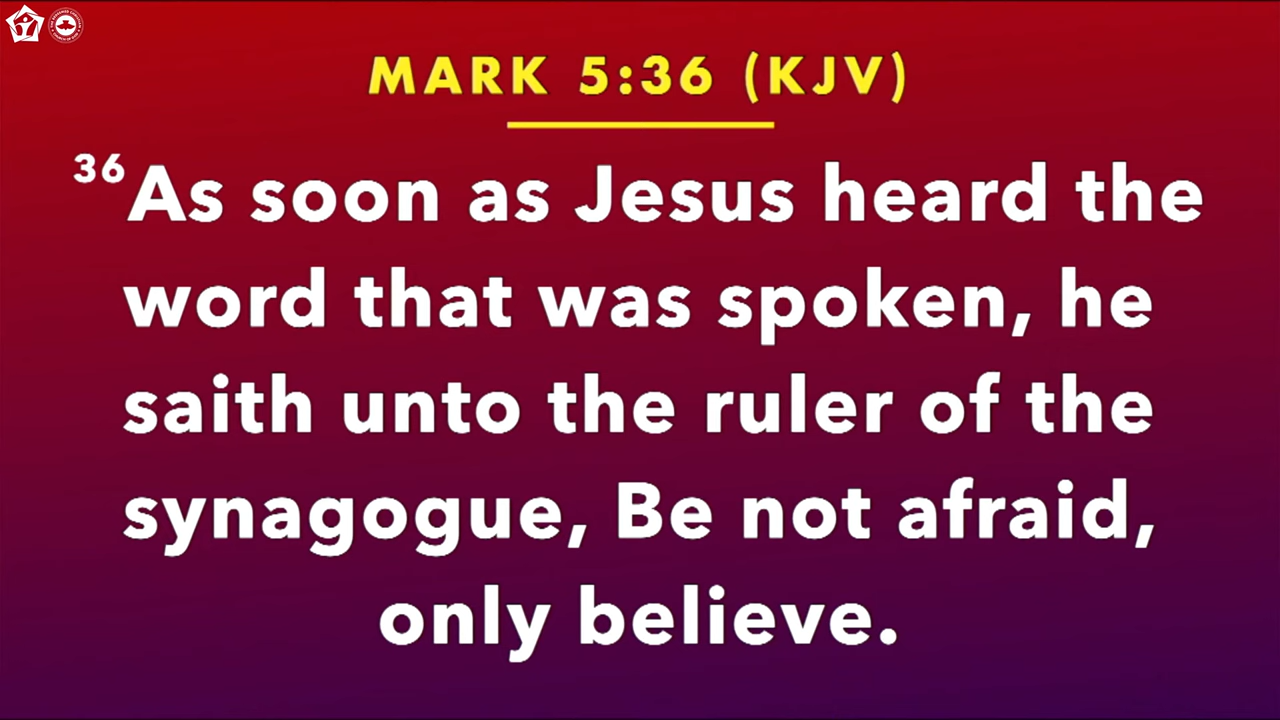 MARK 5:36 (KJV)
36As soon as Jesus heard the
word that was spoken, he
saith unto the ruler of the
synagogue, Be not afraid,
only believe.